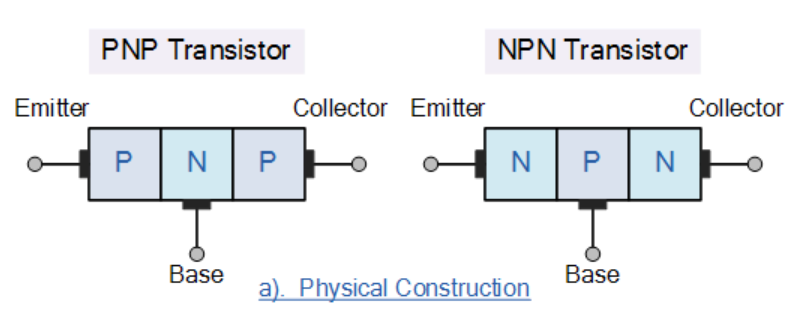 PNP Transistor
NPN Transistor
Emitter
Collector
Emitter
Collector
P N P
N P N
Base
Base
a). Physical Construction